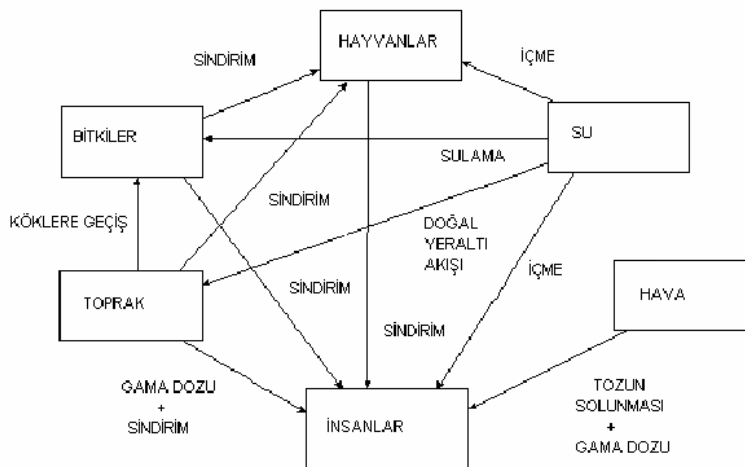 HAYVANLAR
SİNDİRİM
İÇME
BİTKİLER
SU
SULAMA
SİNDİRİM
KÖKLERE GEÇİŞ
DOĞAL
YERALTI
AKIŞI
İÇME
TOPRAK
SİNDİRİM
HAVA
SİNDİRİM
GAMA DOZU
+
SİNDİRİM
İNSANLAR
TOZUN
SOLUNMASI
+
GAMA DOZU